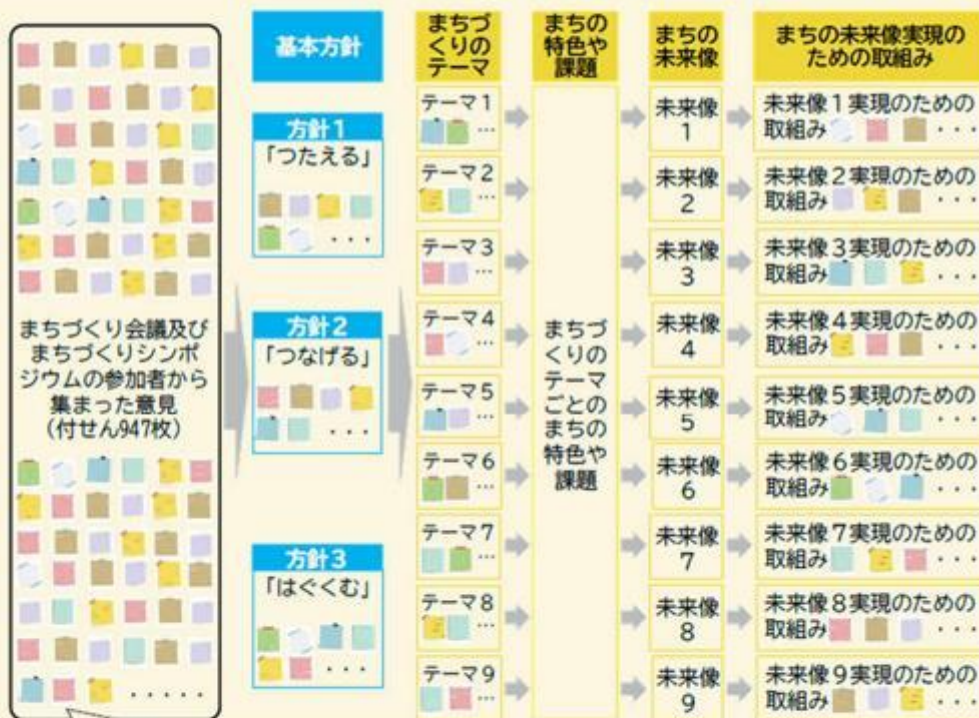 まちづくり会議及び
まちづくりシンポ
ジウムの参加者から
集まった意見
(付せん947枚)
・・・・・
基本方針
方針1
「つたえる」
・・・
方針2
「つなげる」
・・・
方針3
「はぐくむ」
・・・
まちづ
くりの
テーマ
テーマ1
…
テーマ2
…
テーマ3
…
テーマ4
…
テーマ5
…
テーマ6
…
テーマ7
…
テーマ8
…
テーマ9
…
まちの
特色や
課題
まちづ
くりの
テーマ
ごとの
まちの
特色や
課題
まちの
未来像
未来像
1
未来像
2
未来像
3
未来像
4
未来像
5
未来像
6
未来像
7
未来像
8
未来像
9
まちの未来像実現の
ための取組み
未来像1実現のための
取組み ・・・
未来像2実現のための
取組み ・・・
未来像3実現のための
取組み ・・・
未来像4実現のための
取組み ・・・
未来像5実現のための
取組み ・・・
未来像6実現のための
取組み ・・・
未来像7実現のための
取組み ・・・
未来像8実現のための
取組み ・・・
未来像9実現のための
取組み ・・・